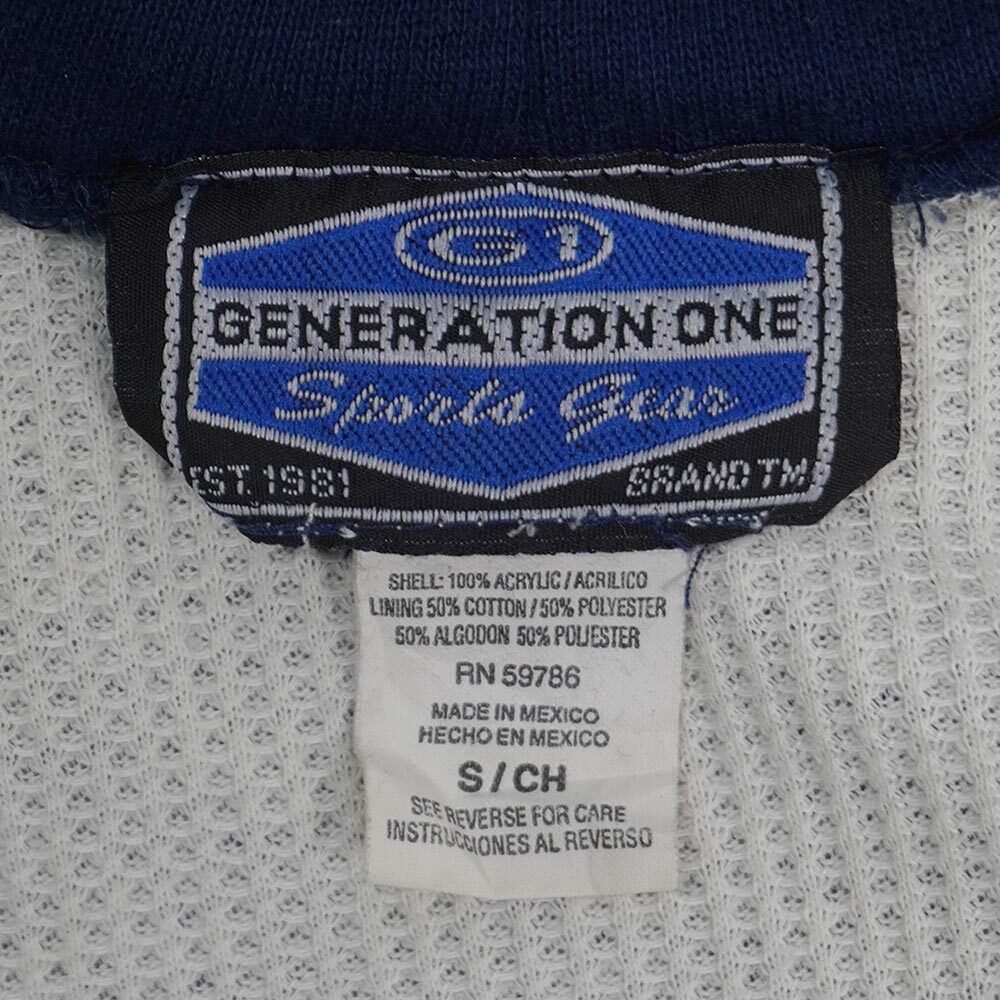 G1
GENERATION ONE
Sports Gear
EST. 1981
BRAND TM
SHELL: 100% ACRYLIC / ACRILICO
LINING 50% COTTON / 50% POLYESTER
50% ALGODON 50% POLIESTER
RN 59786
MADE IN MEXICO
HECHO EN MEXICO
S / CH
SEE REVERSE FOR CARE
INSTRUCCIONES AL REVERSO